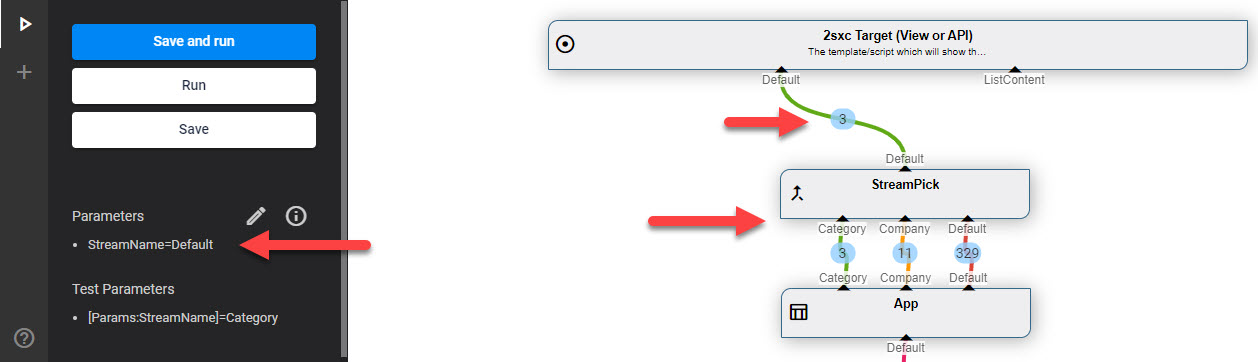 Save and run
Run
Save
Parameters
StreamName=Default
Test Parameters
[Params:StreamName]=Category
2sxc Target (View or API)
The template/script which will show th...
Default ListContent
3
Default
StreamPick
Category Company Default
3 11 329
Category Company Default
App
Default